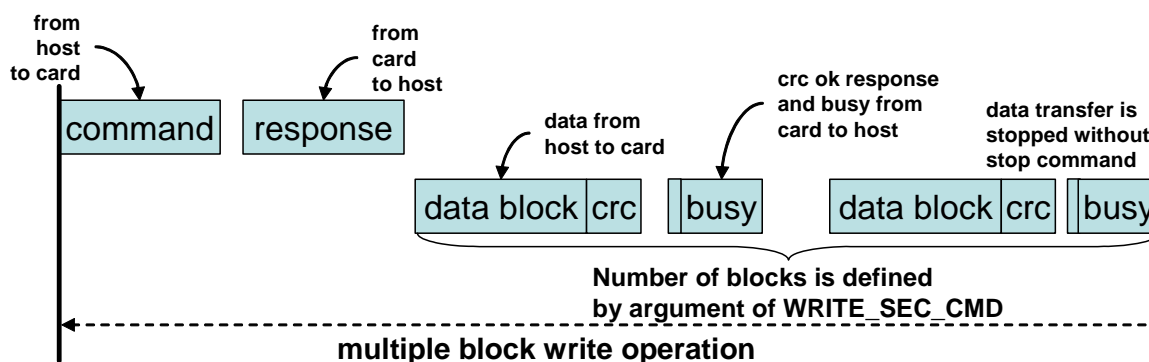 from
host
to card
from
card
to host
command
response
data from
host to card
crc ok response
and busy from
card to host
data transfer is
stopped without
stop command
data block crc busy data block crc busy
Number of blocks is defined
by argument of WRITE_SEC_CMD
multiple block write operation